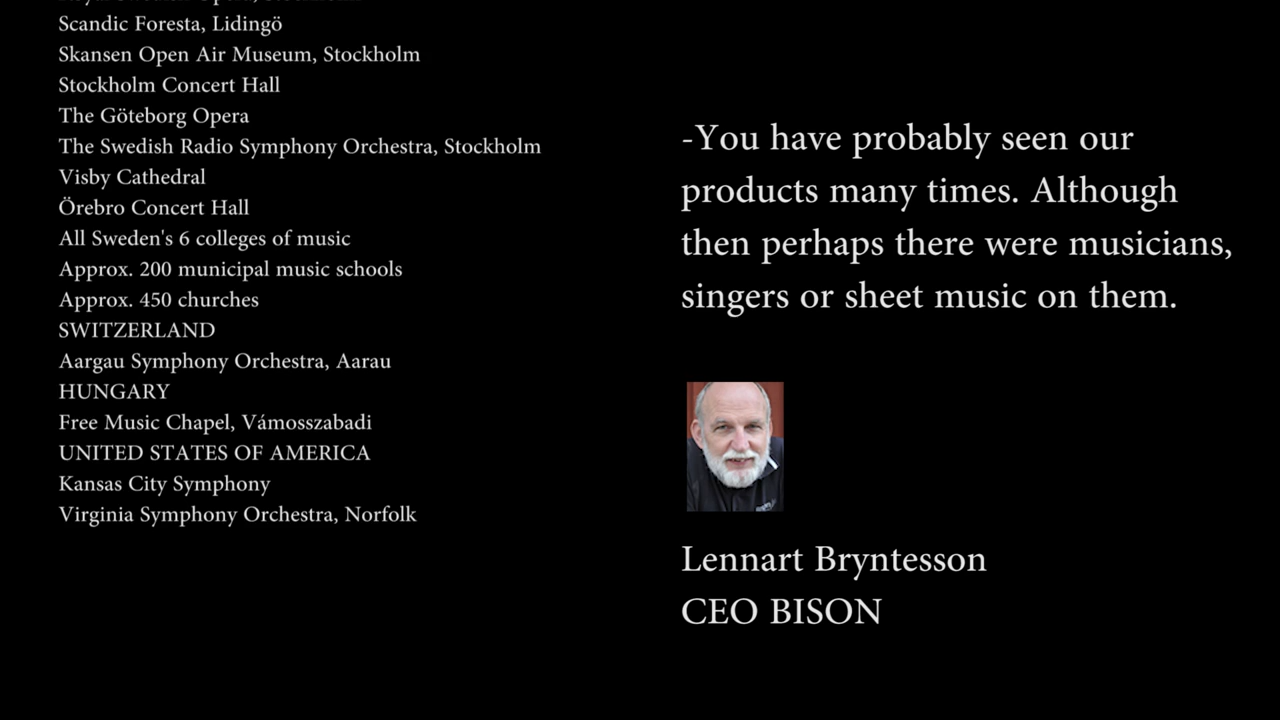 Scandic Foresta, Lidingö
Skansen Open Air Museum, Stockholm
Stockholm Concert Hall
The Göteborg Opera
The Swedish Radio Symphony Orchestra, Stockholm
Visby Cathedral
Örebro Concert Hall
All Sweden's 6 colleges of music
Approx. 200 municipal music schools
Approx. 450 churches
SWITZERLAND
Aargau Symphony Orchestra, Aarau
HUNGARY
Free Music Chapel, Vámosszabadi
UNITED STATES OF AMERICA
Kansas City Symphony
Virginia Symphony Orchestra, Norfolk
-You have probably seen our
products many times. Although
then perhaps there were musicians,
singers or sheet music on them.
Lennart Bryntesson
CEO BISON